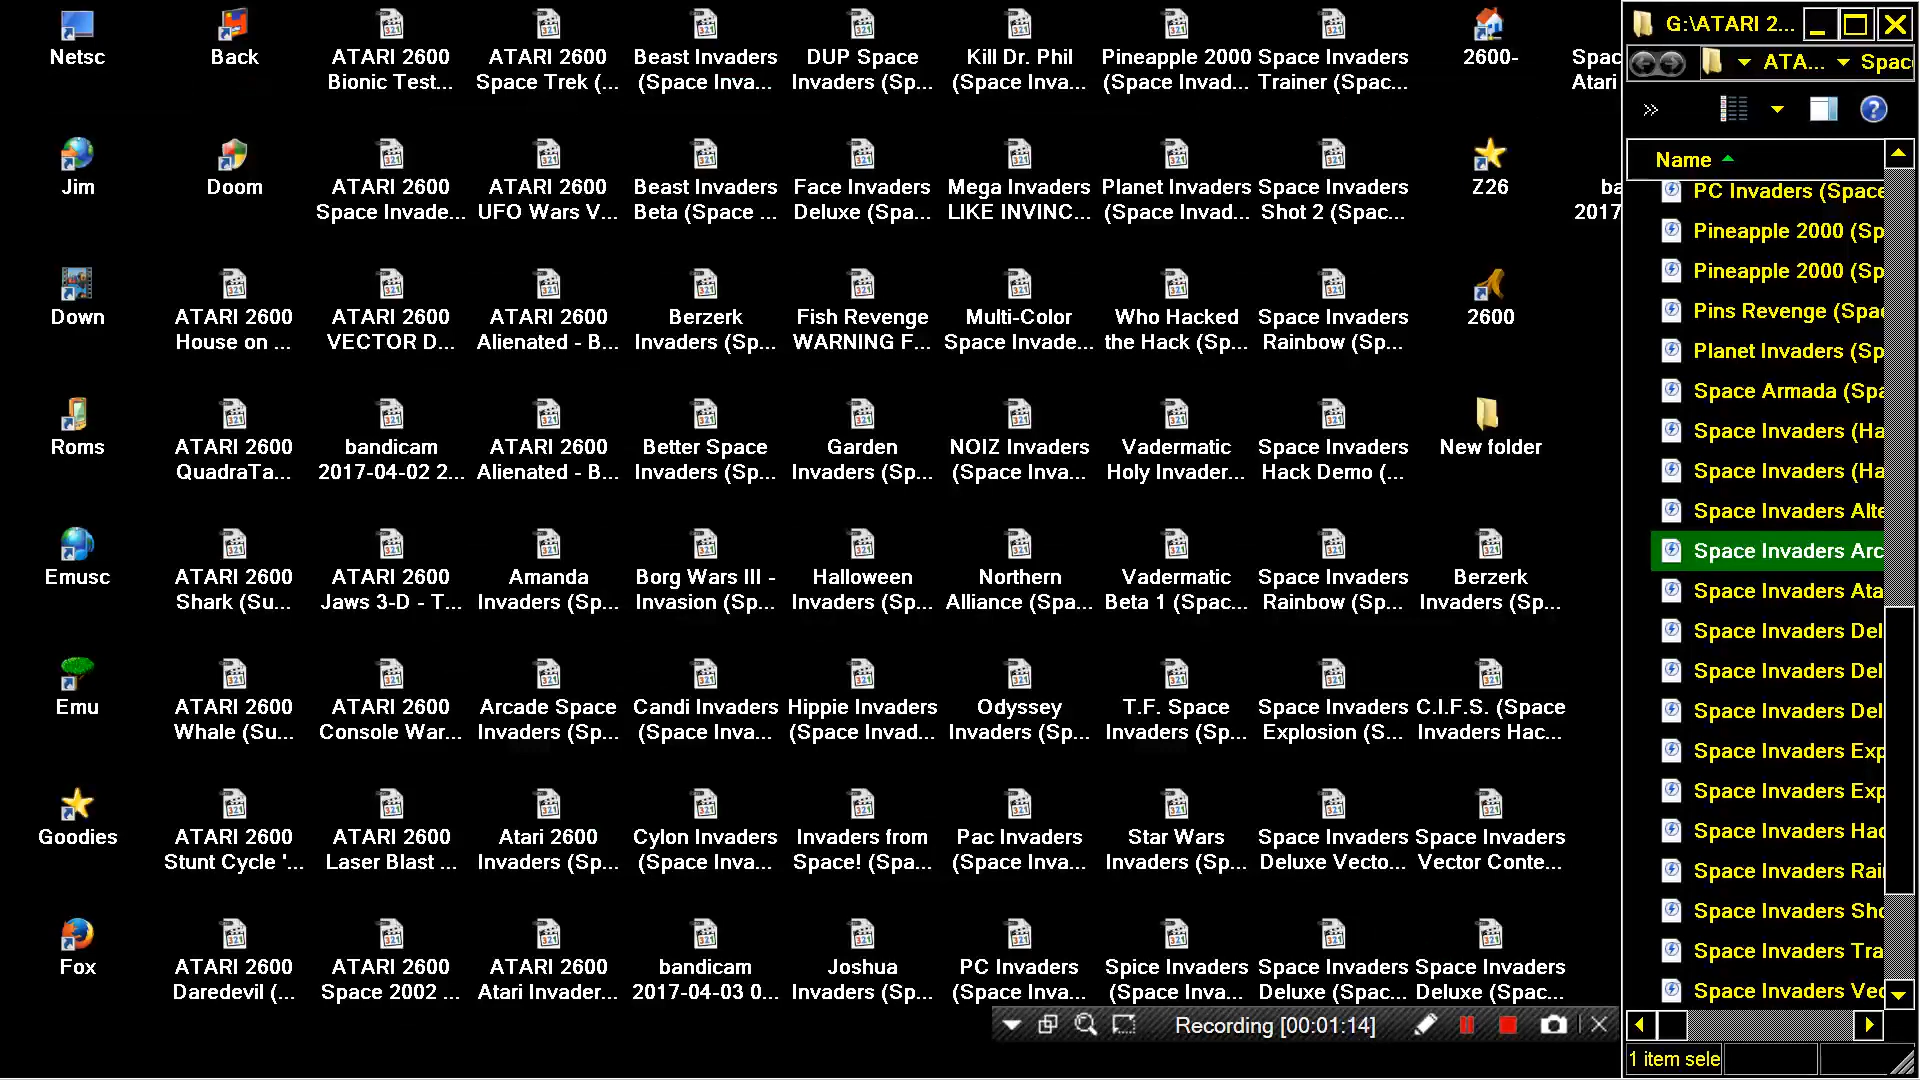 Netsc
Back
ATARI 2600
Bionic Test...
ATARI 2600
Space Trek (...
Beast Invaders
(Space Inva...
DUP Space
Invaders (Sp...
Kill Dr. Phil
(Space Inva...
Pineapple 2000
(Space Invad...
Space Invaders
Trainer (Spac...
2600-
Spac
Atari
Jim
Doom
ATARI 2600
Space Invade...
ATARI 2600
UFO Wars V...
Beast Invaders
Beta (Space ...
Face Invaders
Deluxe (Spa...
Mega Invaders
LIKE INVINC...
Planet Invaders
(Space Invad...
Space Invaders
Shot 2 (Spac...
Z26
ba
2017
Down
ATARI 2600
House on ...
ATARI 2600
VECTOR D...
ATARI 2600
Alienated - B...
Berzerk
Invaders (Sp...
Fish Revenge
WARNING F...
Multi-Color
Space Invade...
Who Hacked
the Hack (Sp...
Space Invaders
Rainbow (Sp...
2600
Roms
ATARI 2600
QuadraTa...
bandicam
2017-04-02 2...
ATARI 2600
Alienated - B...
Better Space
Invaders (Sp...
Garden
Invaders (Sp...
NOIZ Invaders
(Space Inva...
Vadermatic
Holy Invader...
Space Invaders
Hack Demo (...
New folder
Emusc
ATARI 2600
Shark (Su...
ATARI 2600
Jaws 3-D - T...
Amanda
Invaders (Sp...
Borg Wars III -
Invasion (Sp...
Halloween
Invaders (Sp...
Northern
Alliance (Spa...
Vadermatic
Beta 1 (Spac...
Space Invaders
Rainbow (Sp...
Berzerk
Invaders (Sp...
Emu
ATARI 2600
Whale (Su...
ATARI 2600
Console War...
Arcade Space
Invaders (Sp...
Candi Invaders
(Space Inva...
Hippie Invaders
(Space Invad...
Odyssey
Invaders (Sp...
T.F. Space
Invaders (Sp...
Space Invaders
Explosion (S...
C.I.F.S. (Space
Invaders Hac...
Goodies
ATARI 2600
Stunt Cycle '...
ATARI 2600
Laser Blast ...
Atari 2600
Invaders (Sp...
Cylon Invaders
(Space Inva...
Invaders from
Space! (Spa...
Pac Invaders
(Space Inva...
Star Wars
Invaders (Sp...
Space Invaders
Deluxe Vecto...
Space Invaders
Vector Conte...
Fox
ATARI 2600
Daredevil (...
ATARI 2600
Space 2002 ...
ATARI 2600
Atari Invader...
bandicam
2017-04-03 0...
Joshua
Invaders (Sp...
PC Invaders
(Space Inva...
Spice Invaders
(Space Inva...
Space Invaders
Deluxe (Spac...
Space Invaders
Deluxe (Spac...
Recording [00:01:14]
G:\ATARI 2...
ATA... Spac
Name
PC Invaders (Space
Pineapple 2000 (Sp
Pineapple 2000 (Sp
Pins Revenge (Spac
Planet Invaders (Sp
Space Armada (Spa
Space Invaders (Ha
Space Invaders (Ha
Space Invaders Alte
Space Invaders Arc
Space Invaders Ata
Space Invaders Del
Space Invaders Del
Space Invaders Del
Space Invaders Exp
Space Invaders Exp
Space Invaders Hac
Space Invaders Rai
Space Invaders Sho
Space Invaders Tra
Space Invaders Vec
1 item sele